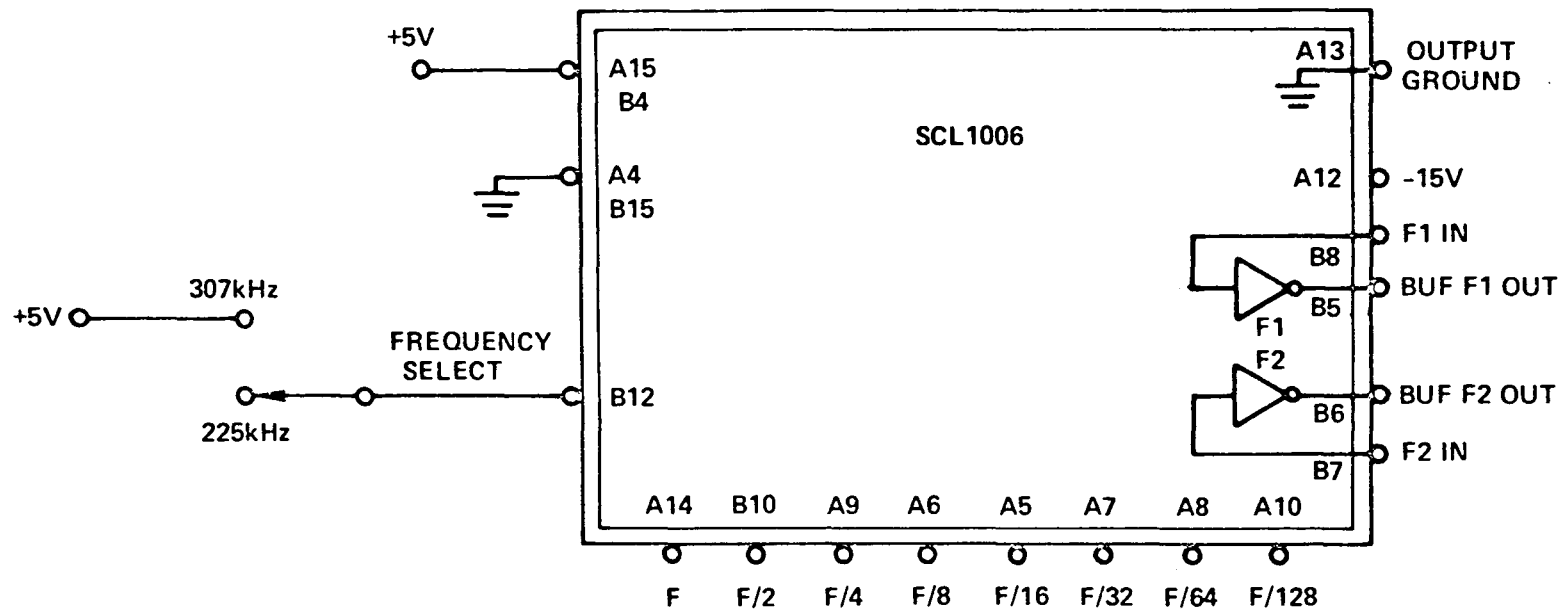 +5V
A15
B4
A13
OUTPUT
GROUND
SCL1006
A4
B15
A12
-15V
F1 IN
B8
BUF F1 OUT
B5
F1
307kHz
+5V
FREQUENCY
SELECT
B12
225kHz
F2
BUF F2 OUT
B6
F2 IN
B7
A14 B10 A9 A6 A5 A7 A8 A10
F F/2 F/4 F/8 F/16 F/32 F/64 F/128